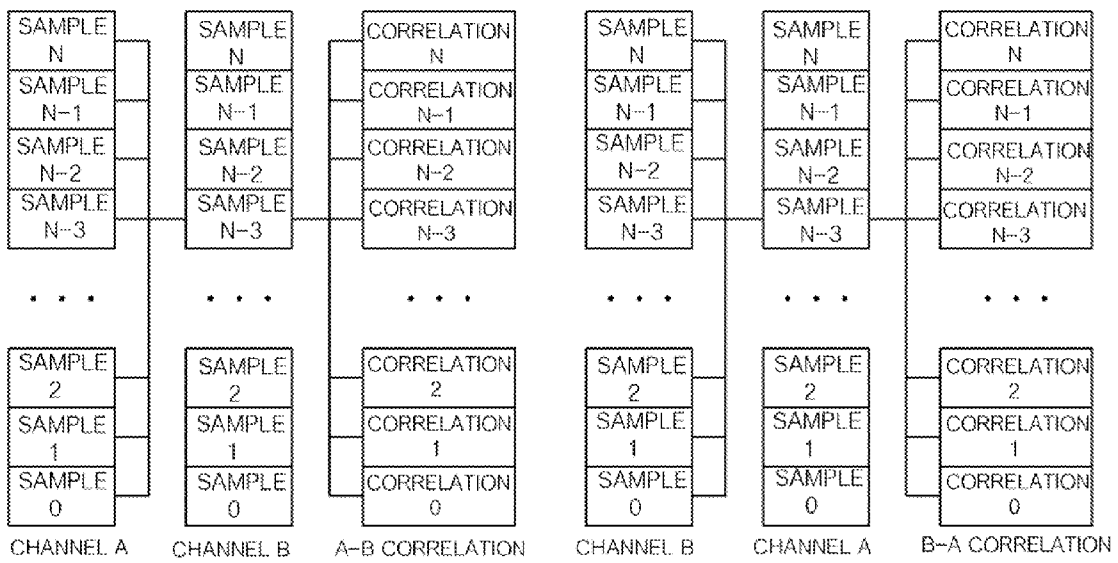 SAMPLE
N
SAMPLE
N-1
SAMPLE
N-2
SAMPLE
N-3
. . .
SAMPLE
2
SAMPLE
1
SAMPLE
0
CHANNEL A
SAMPLE
N
SAMPLE
N-1
SAMPLE
N-2
SAMPLE
N-3
. . .
SAMPLE
2
SAMPLE
1
SAMPLE
0
CHANNEL B
CORRELATION
N
CORRELATION
N-1
CORRELATION
N-2
CORRELATION
N-3
. . .
CORRELATION
2
CORRELATION
1
CORRELATION
0
A-B CORRELATION
SAMPLE
N
SAMPLE
N-1
SAMPLE
N-2
SAMPLE
N-3
. . .
SAMPLE
2
SAMPLE
1
SAMPLE
0
CHANNEL B
SAMPLE
N
SAMPLE
N-1
SAMPLE
N-2
SAMPLE
N-3
. . .
SAMPLE
2
SAMPLE
1
SAMPLE
0
CHANNEL A
CORRELATION
N
CORRELATION
N-1
CORRELATION
N-2
CORRELATION
N-3
. . .
CORRELATION
2
CORRELATION
1
CORRELATION
0
B-A CORRELATION